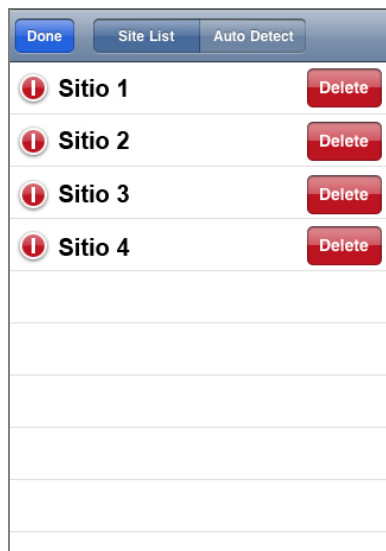 Done Site List Auto Detect
Sitio 1 Delete
Sitio 2 Delete
Sitio 3 Delete
Sitio 4 Delete